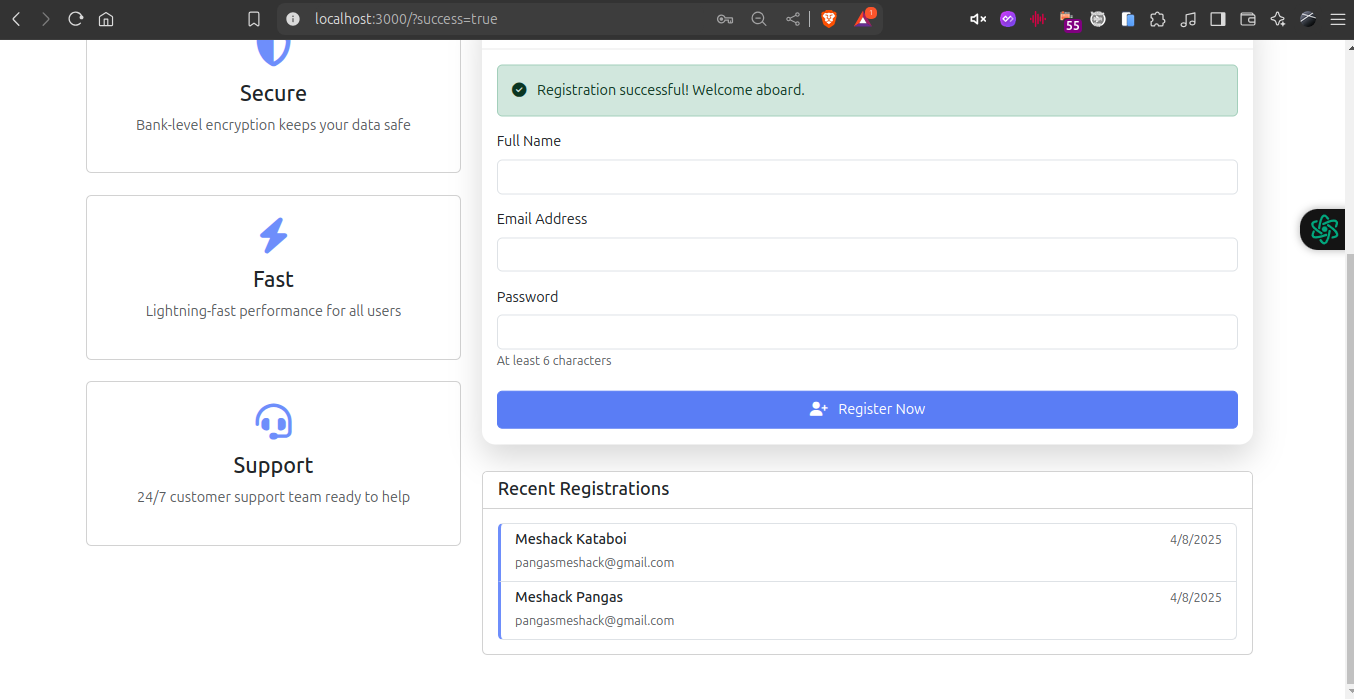 localhost:3000/?success=true
1
55
Secure
Bank-level encryption keeps your data safe
Fast
Lightning-fast performance for all users
Support
24/7 customer support team ready to help
Registration successful! Welcome aboard.
Full Name
Email Address
Password
At least 6 characters
Register Now
Recent Registrations
Meshack Kataboi 4/8/2025
pangasmeshack@gmail.com
Meshack Pangas 4/8/2025
pangasmeshack@gmail.com